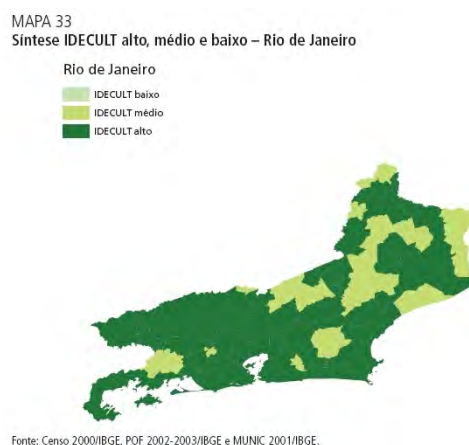 MAPA 33
Síntese IDECULT alto, médio e baixo – Rio de Janeiro
Rio de Janeiro
IDECULT baixo
IDECULT médio
IDECULT alto
Fonte: Censo 2000/IBGE, POF 2002-2003/IBGE e MUNIC 2001/IBGE.